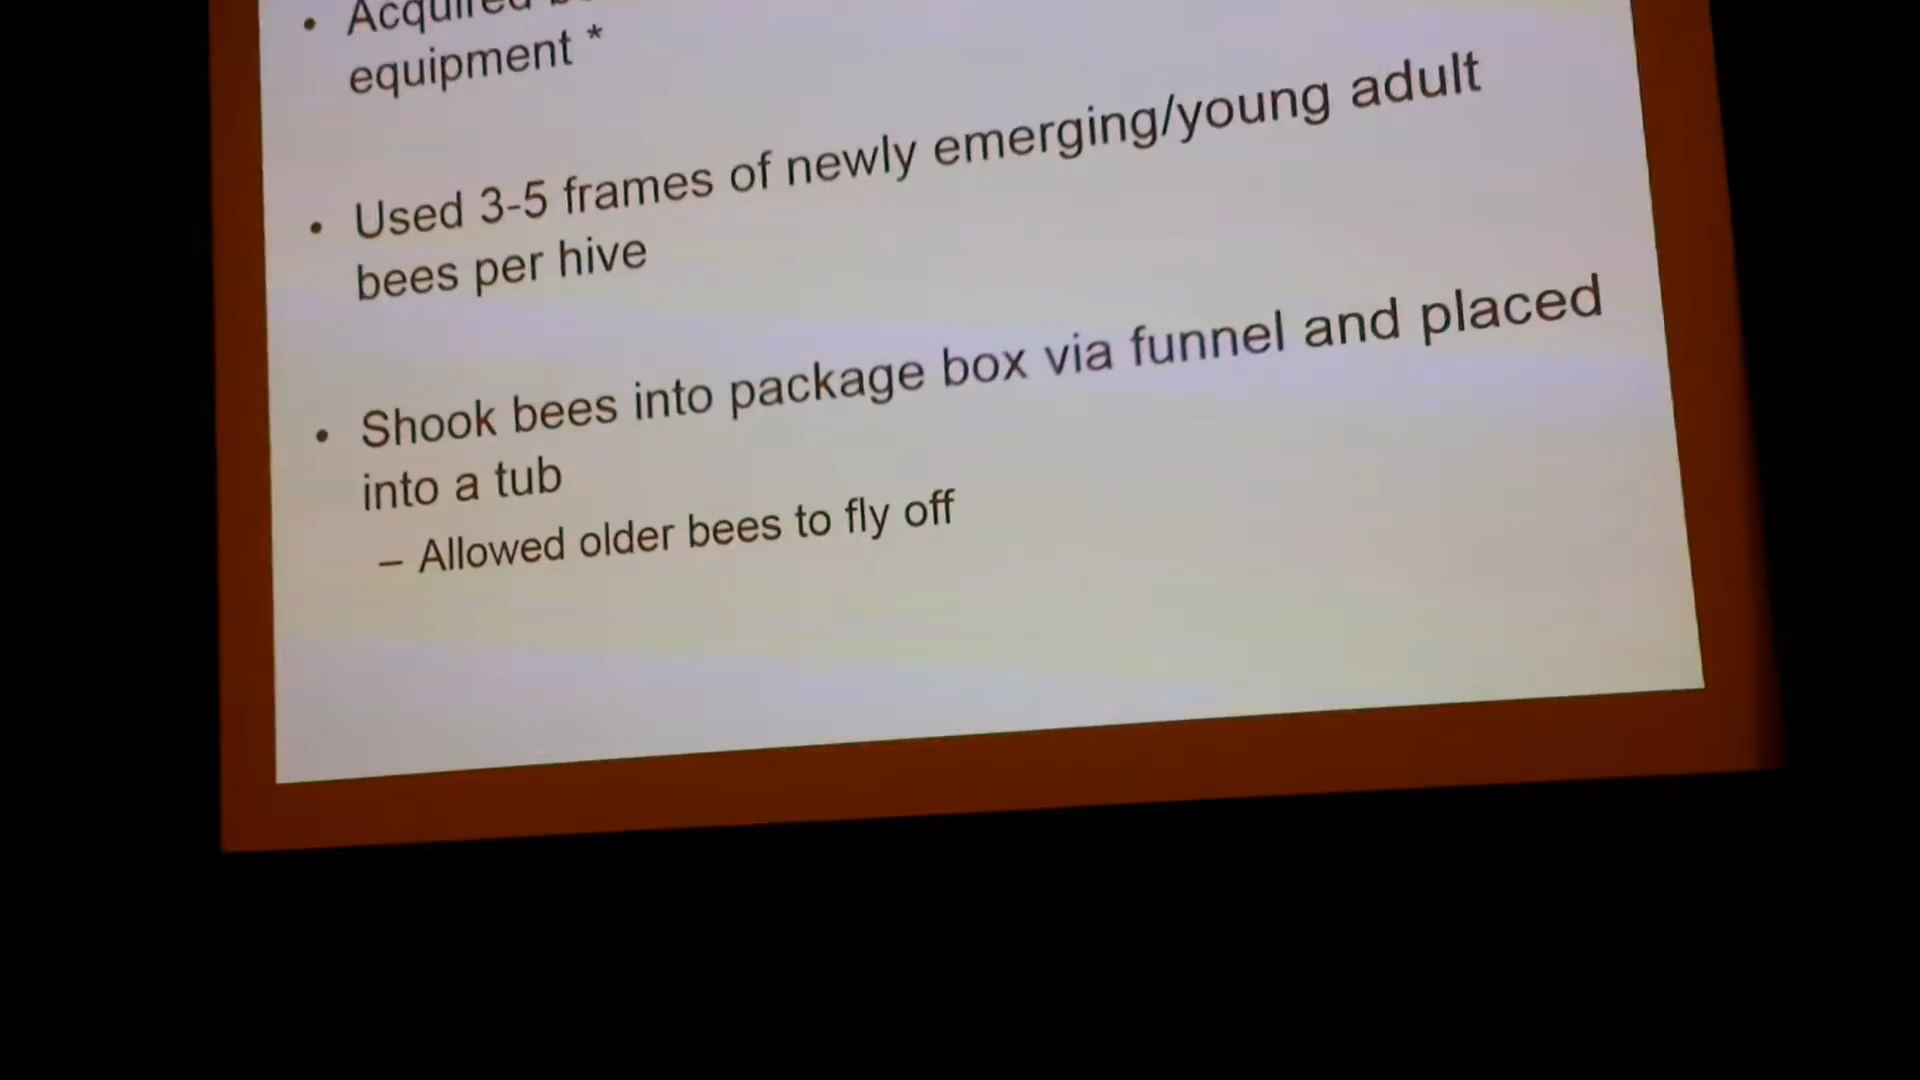 • Acquired
equipment *
• Used 3-5 frames of newly emerging/young adult
bees per hive
• Shook bees into package box via funnel and placed
into a tub
– Allowed older bees to fly off